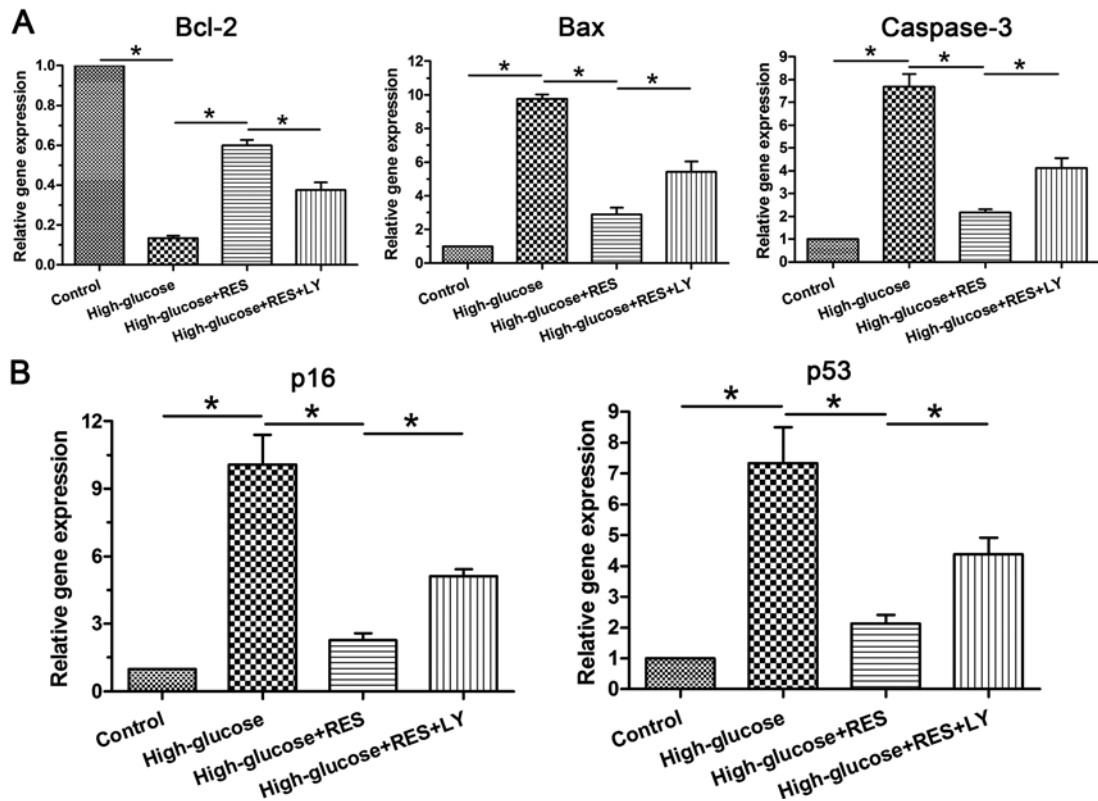 A
Bcl-2
Bax
Caspase-3
Relative gene expression
1.0
0.8
0.6
0.4
0.2
0.0
*
*
*
Control
High-glucose
High-glucose+RES
High-glucose+RES+LY
Relative gene expression
12
10
8
6
4
2
0
*
*
*
Control
High-glucose
High-glucose+RES
High-glucose+RES+LY
Relative gene expression
9
8
7
6
5
4
3
2
1
0
*
*
*
Control
High-glucose
High-glucose+RES
High-glucose+RES+LY
B
p16
p53
Relative gene expression
12
9
6
3
0
*
*
*
Control
High-glucose
High-glucose+RES
High-glucose+RES+LY
Relative gene expression
9
8
7
6
5
4
3
2
1
0
*
*
*
Control
High-glucose
High-glucose+RES
High-glucose+RES+LY